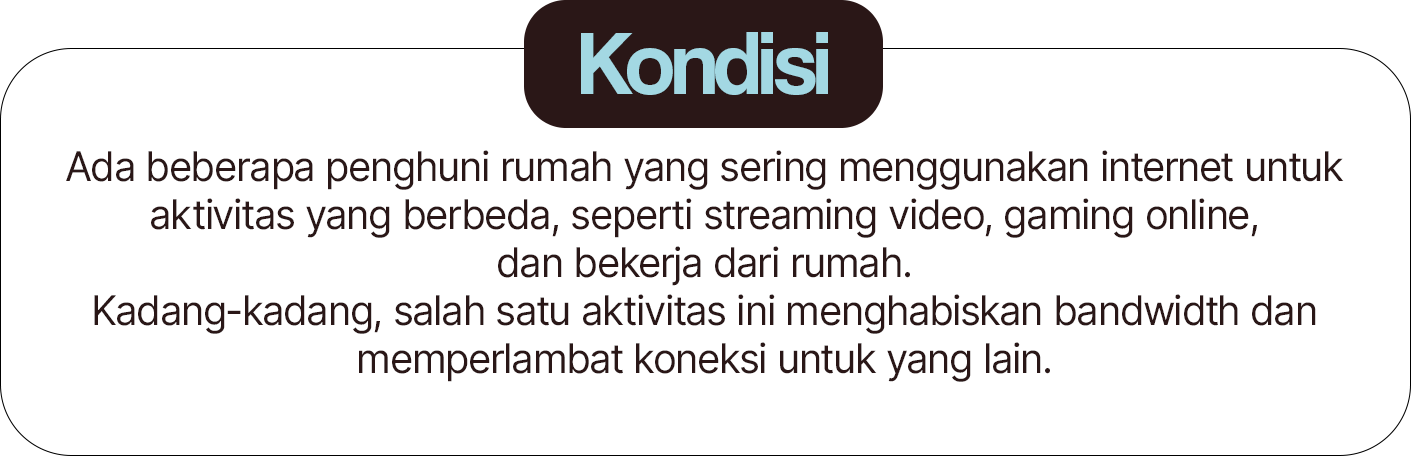 Kondisi
Ada beberapa penghuni rumah yang sering menggunakan internet untuk
aktivitas yang berbeda, seperti streaming video, gaming online,
dan bekerja dari rumah.
Kadang-kadang, salah satu aktivitas ini menghabiskan bandwidth dan
memperlambat koneksi untuk yang lain.